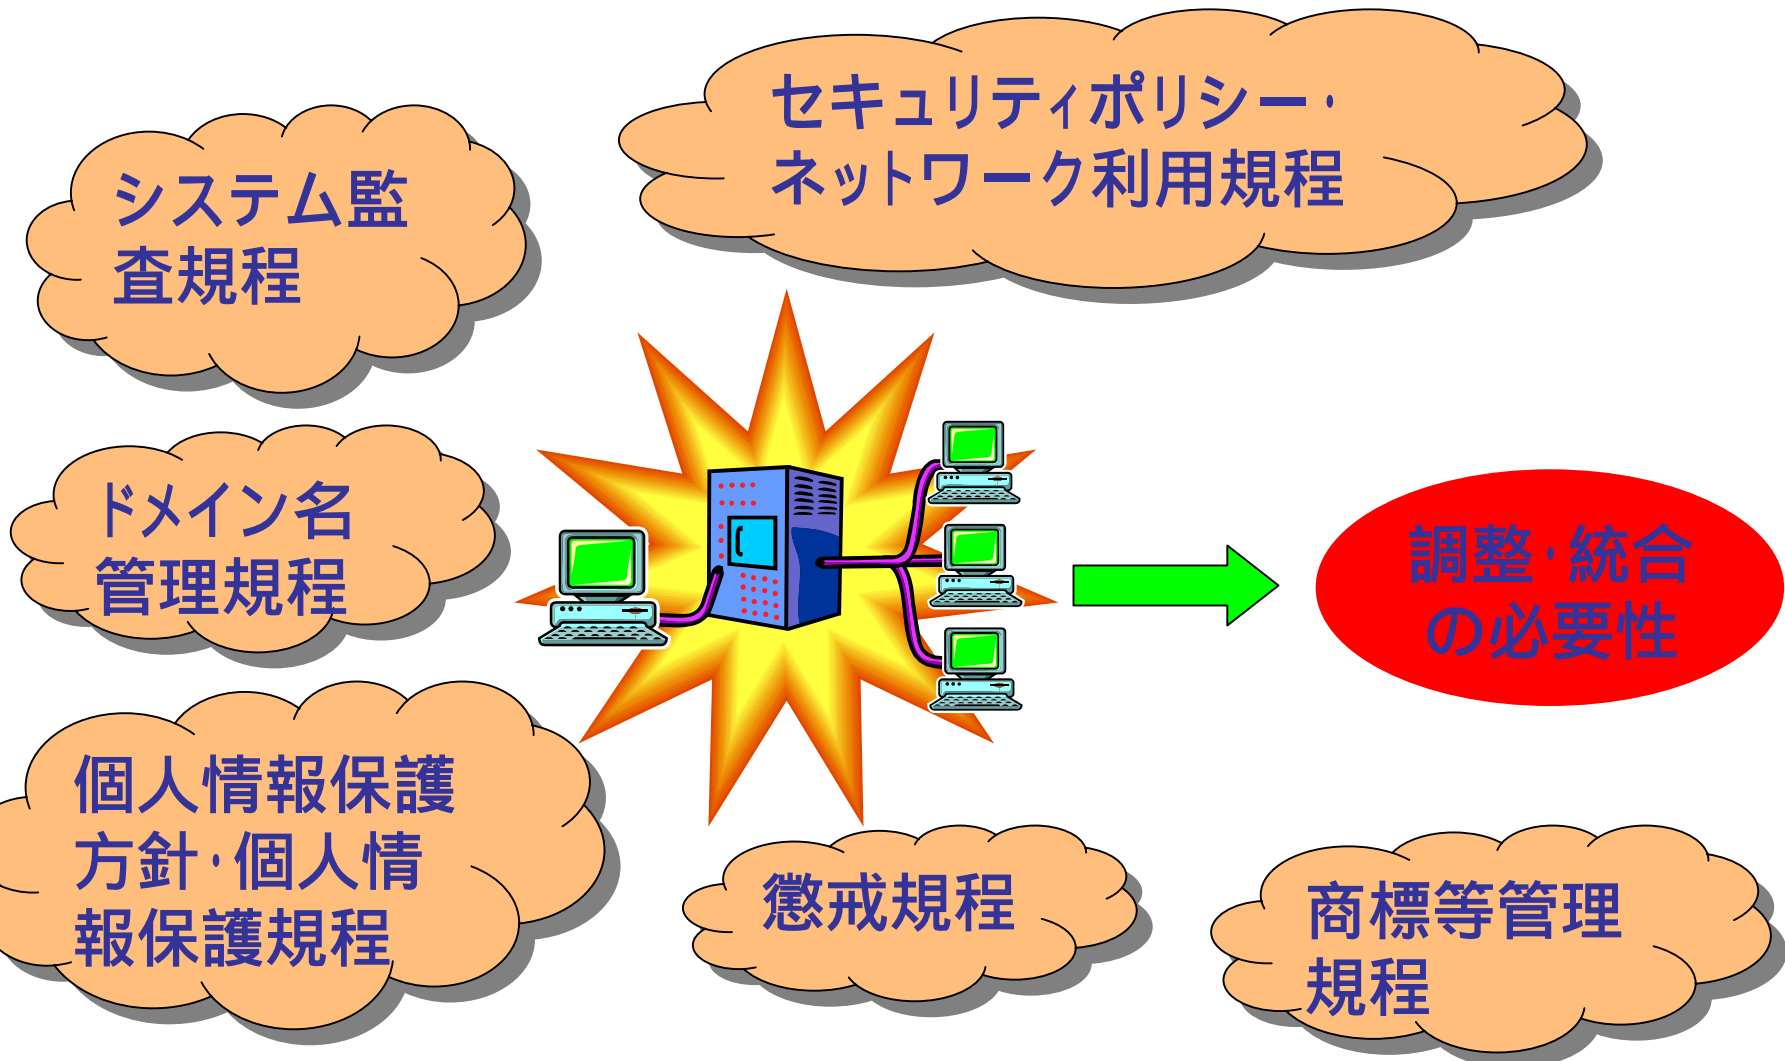 セキュリティポリシー・
ネットワーク利用規程
システム監
査規程
ドメイン名
管理規程
調整・統合
の必要性
個人情報保護
方針・個人情
報保護規程
懲戒規程
商標等管理
規程